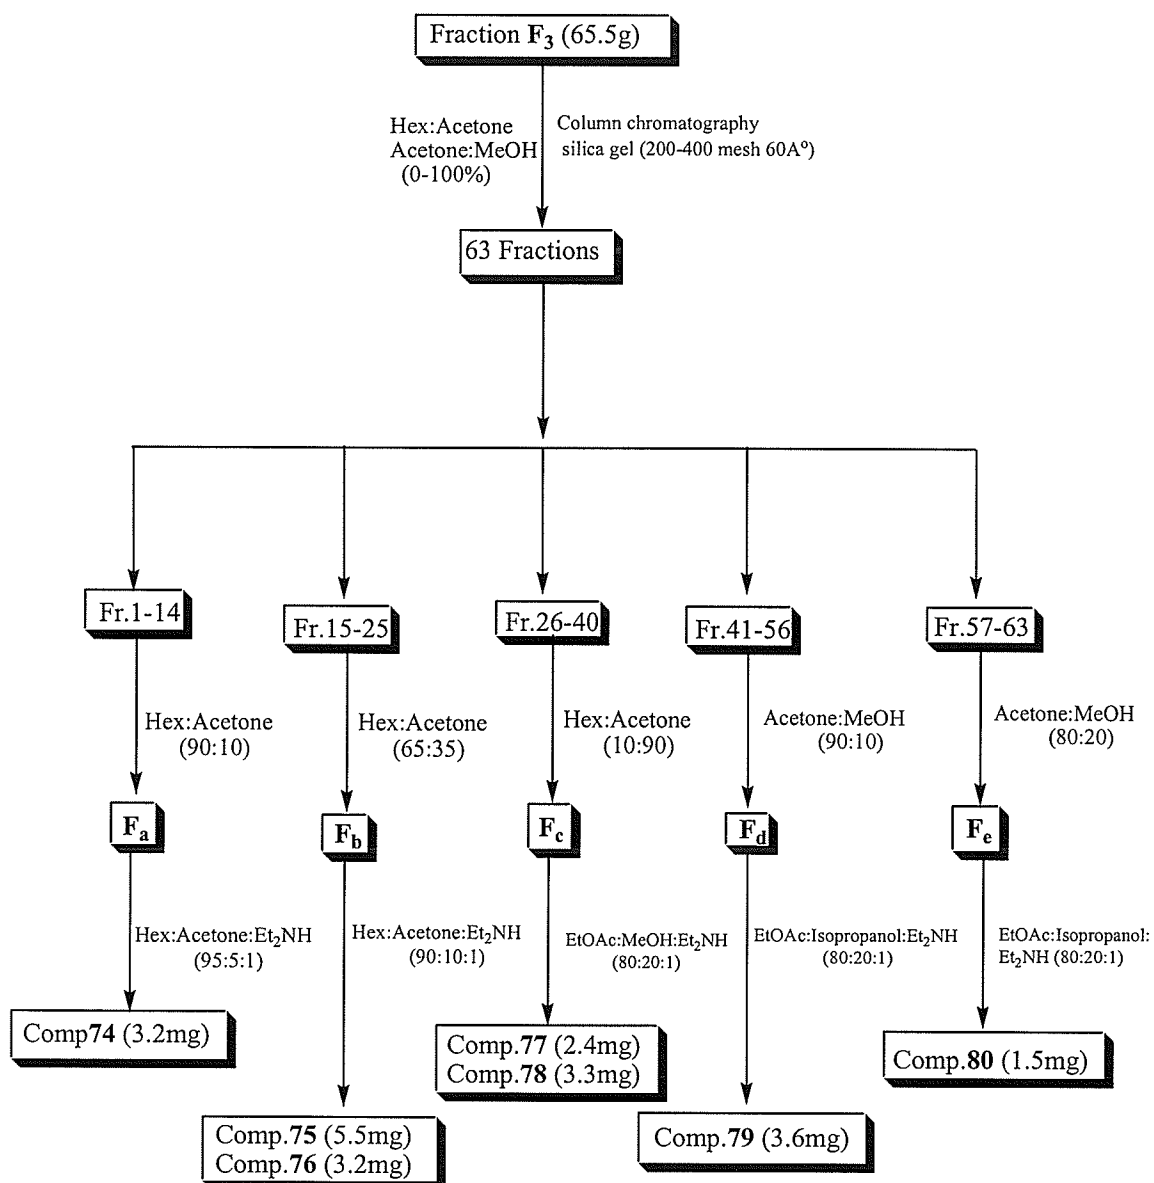 Fraction F3 (65.5g)
Hex:Acetone
Acetone:MeOH
(0-100%)
Column chromatography
silica gel (200-400 mesh 60Aº)
63 Fractions
Fr.1-14
Fr.15-25
Fr.26-40
Fr.41-56
Fr.57-63
Hex:Acetone
(90:10)
Hex:Acetone
(65:35)
Hex:Acetone
(10:90)
Acetone:MeOH
(90:10)
Acetone:MeOH
(80:20)
Fa
Fb
Fc
Fd
Fe
Hex:Acetone:Et2NH
(95:5:1)
Hex:Acetone:Et2NH
(90:10:1)
EtOAc:MeOH:Et2NH
(80:20:1)
EtOAc:Isopropanol:Et2NH
(80:20:1)
EtOAc:Isopropanol:
Et2NH (80:20:1)
Comp74 (3.2mg)
Comp.75 (5.5mg)
Comp.76 (3.2mg)
Comp.77 (2.4mg)
Comp.78 (3.3mg)
Comp.79 (3.6mg)
Comp.80 (1.5mg)